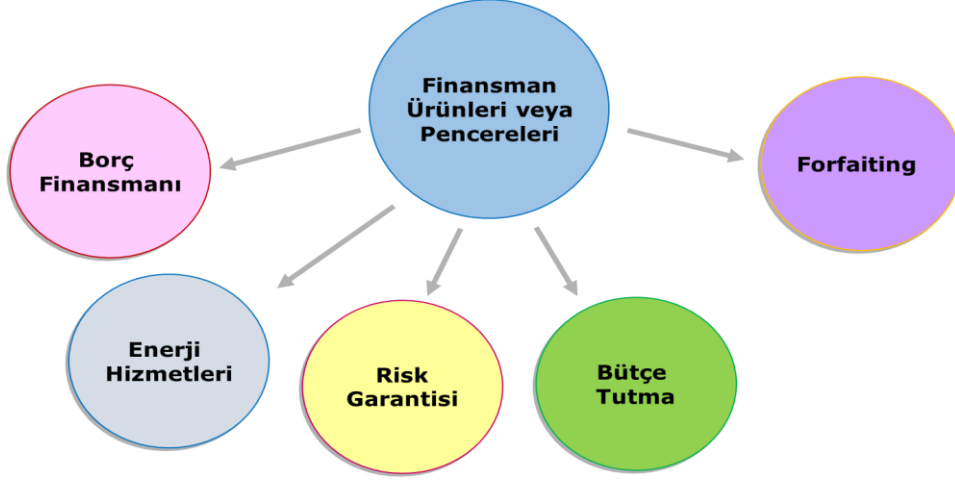 Finansman
Ürünleri veya
Pencereleri
Borç
Finansmanı
Forfaiting
Enerji
Hizmetleri
Risk
Garantisi
Bütçe
Tutma